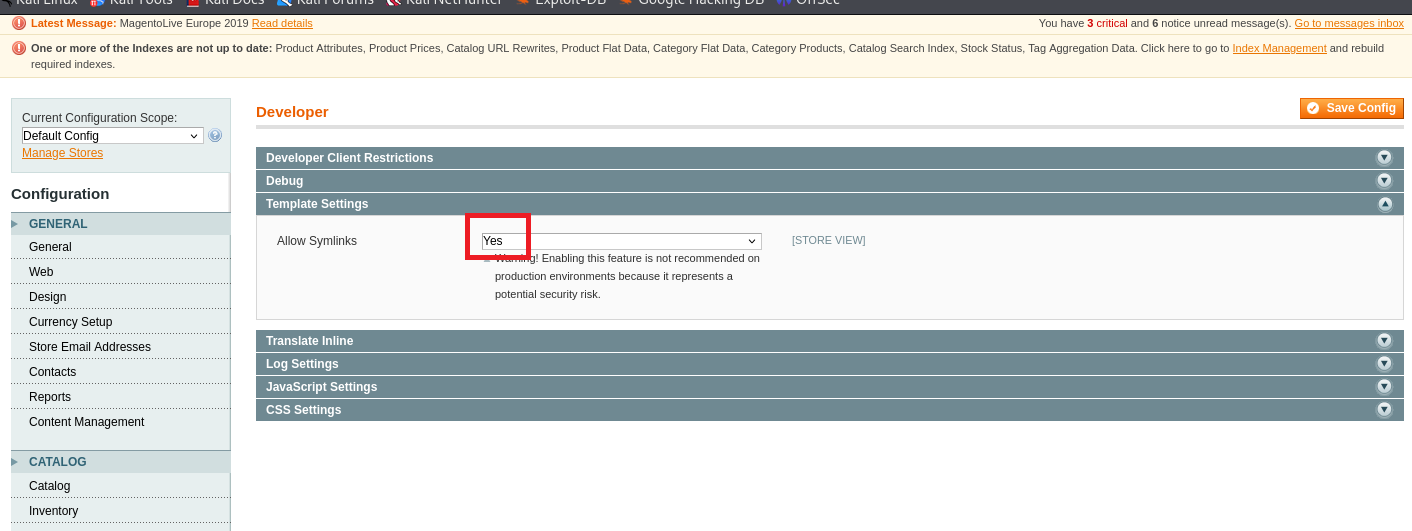 Kali Linux Kali Tools Kali Docs Kali Forums Kali NetHunter Exploit-DB Google Hacking DB OffSec
Latest Message: MagentoLive Europe 2019 Read details You have 3 critical and 6 notice unread message(s). Go to messages inbox
One or more of the Indexes are not up to date: Product Attributes, Product Prices, Catalog URL Rewrites, Product Flat Data, Category Flat Data, Category Products, Catalog Search Index, Stock Status, Tag Aggregation Data. Click here to go to Index Management and rebuild
required indexes.
Current Configuration Scope:
Default Config
Manage Stores
Configuration
GENERAL
General
Web
Design
Currency Setup
Store Email Addresses
Contacts
Reports
Content Management
CATALOG
Catalog
Inventory
Developer
Save Config
Developer Client Restrictions
Debug
Template Settings
Allow Symlinks Yes [STORE VIEW]
Warning! Enabling this feature is not recommended on
production environments because it represents a
potential security risk.
Translate Inline
Log Settings
JavaScript Settings
CSS Settings